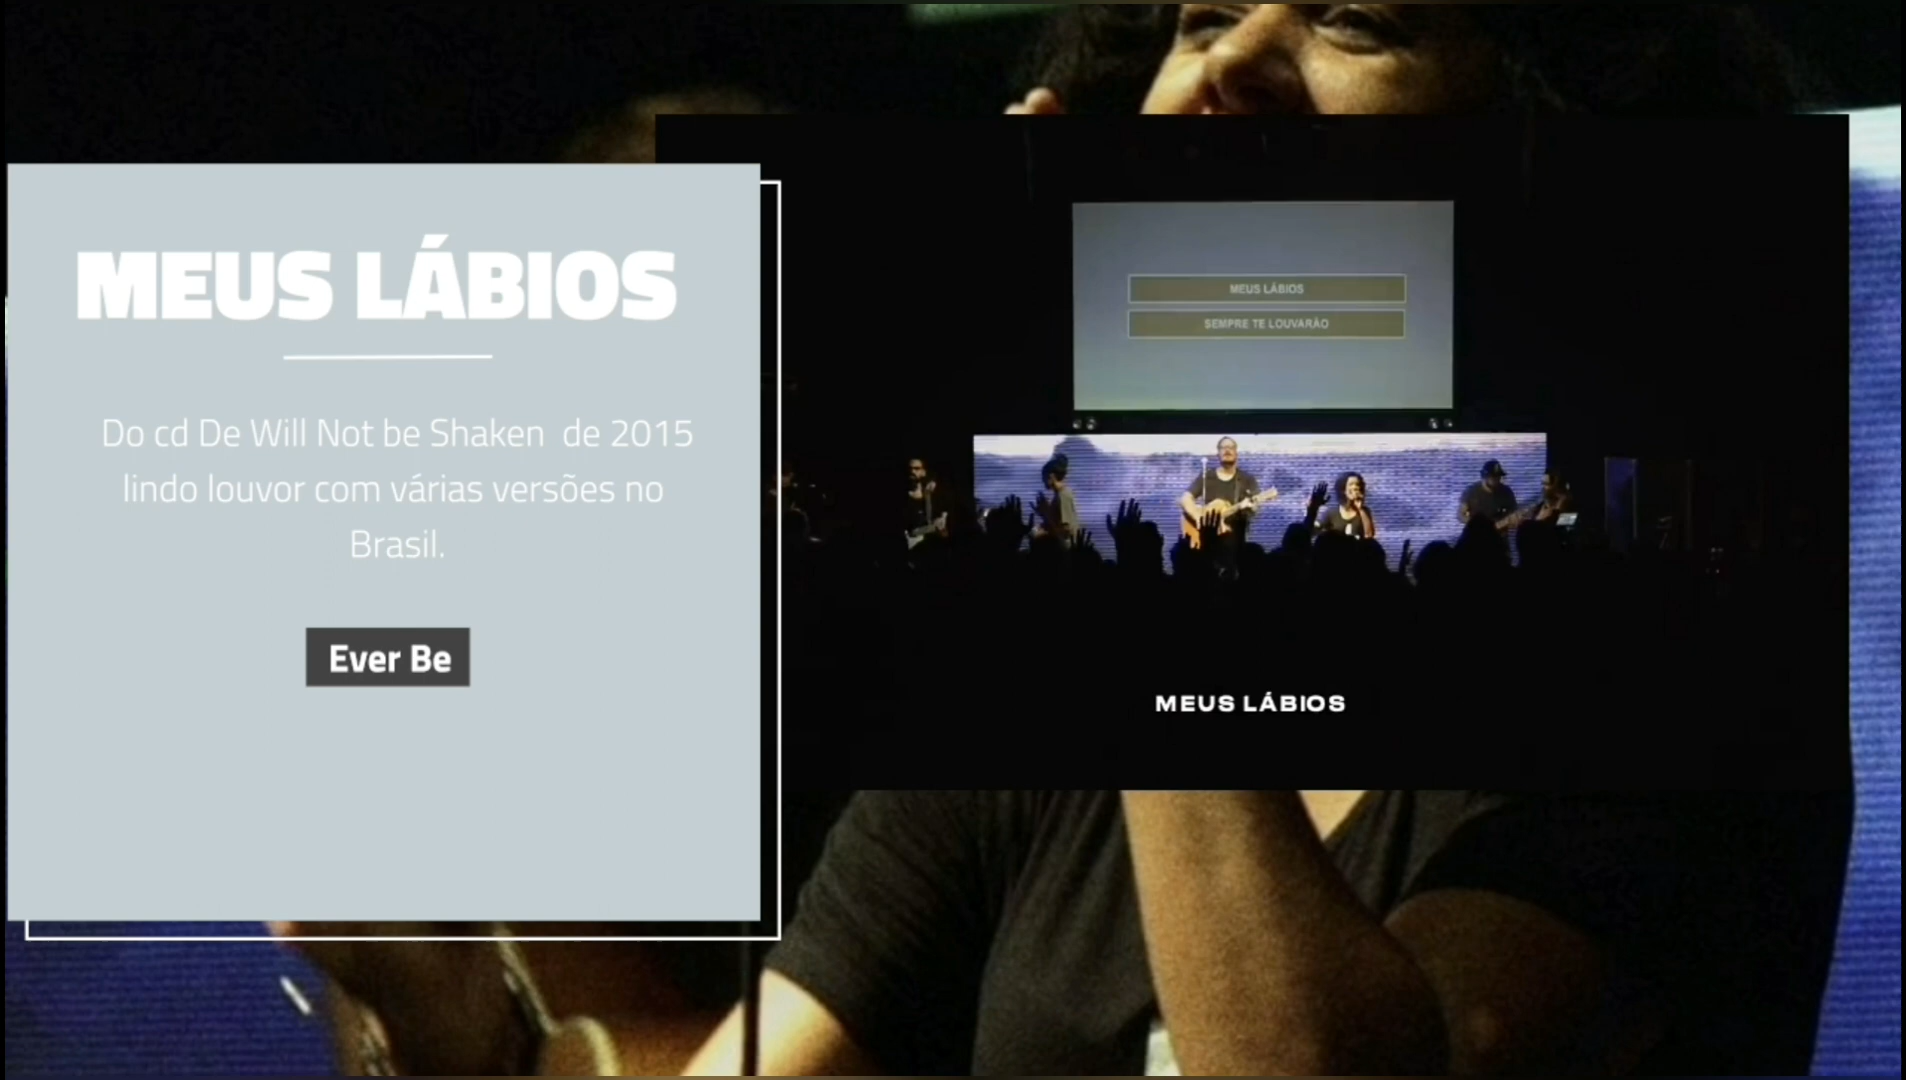 MEUS LÁBIOS
Do cd De Will Not be Shaken de 2015
lindo louvor com várias versões no
Brasil.
Ever Be
MEUS LÁBIOS
SEMPRE TE LOUVARÃO
MEUS LÁBIOS